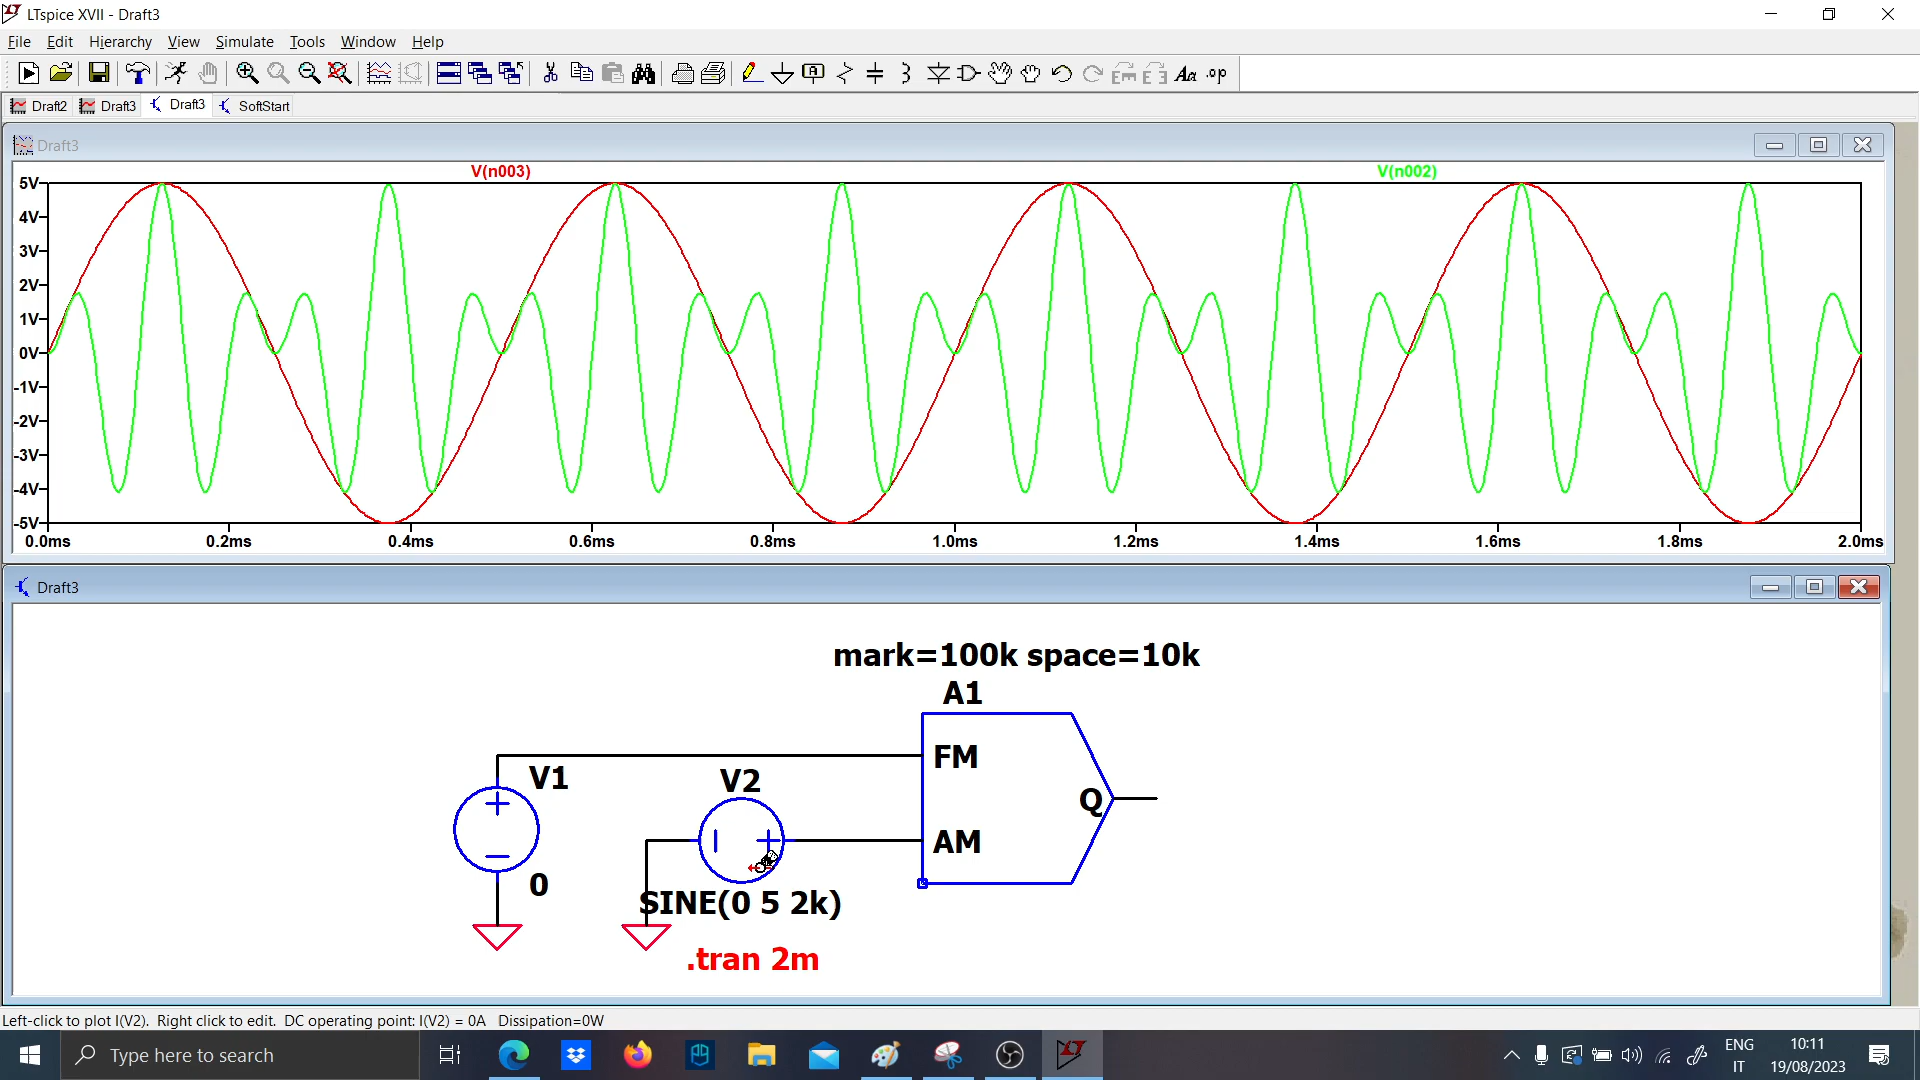 LTspice XVII - Draft3
File Edit Hierarchy View Simulate Tools Window Help
A Aa .op
Draft2 Draft3 Draft3 SoftStart
Draft3
V(n003) V(n002)
5V
4V
3V
2V
1V
0V
-1V
-2V
-3V
-4V
-5V
0.0ms 0.2ms 0.4ms 0.6ms 0.8ms 1.0ms 1.2ms 1.4ms 1.6ms 1.8ms 2.0ms
Draft3
mark=100k space=10k
A1
FM
V1 V2
Q
AM
0
SINE(0 5 2k)
.tran 2m
Left-click to plot I(V2). Right click to edit. DC operating point: I(V2) = 0A Dissipation=0W
Type here to search
ENG 10:11
IT 19/08/2023